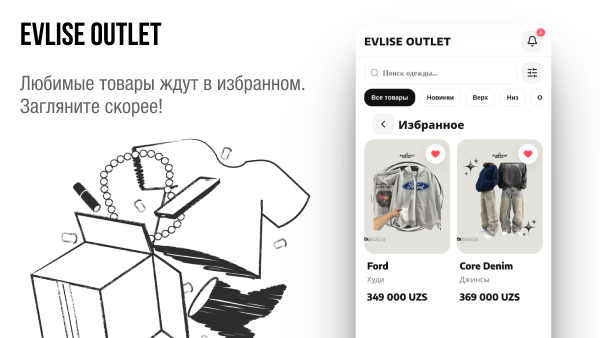 EVLISE OUTLET
Любимые товары ждут в избранном.
Загляните скорее!
EVLISE OUTLET
Поиск одежды...
Все товары
Новинки
Верх
Низ
О
Избранное
Ford
Ford
Худи
349 000 UZS
Core Denim
Джинсы
369 000 UZS